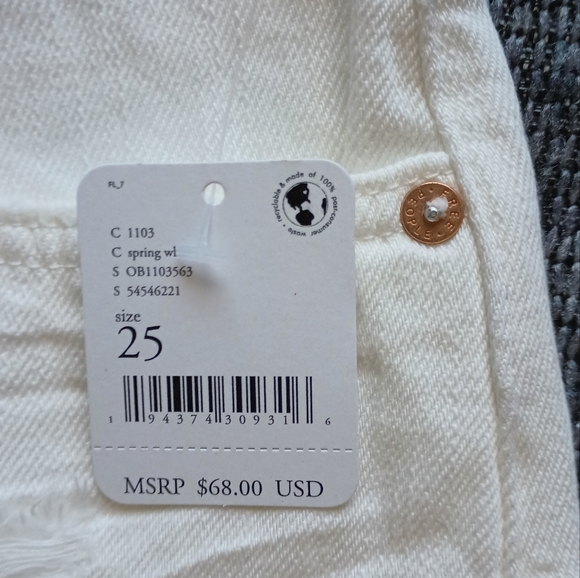 FL_7
recyclable & made of 100% post-consumer waste •
C 1103
C spring wh
S OB1103563
S 54546221
size
25
1 94374 30931 6
MSRP $68.00 USD
FREE • PEOPLE •